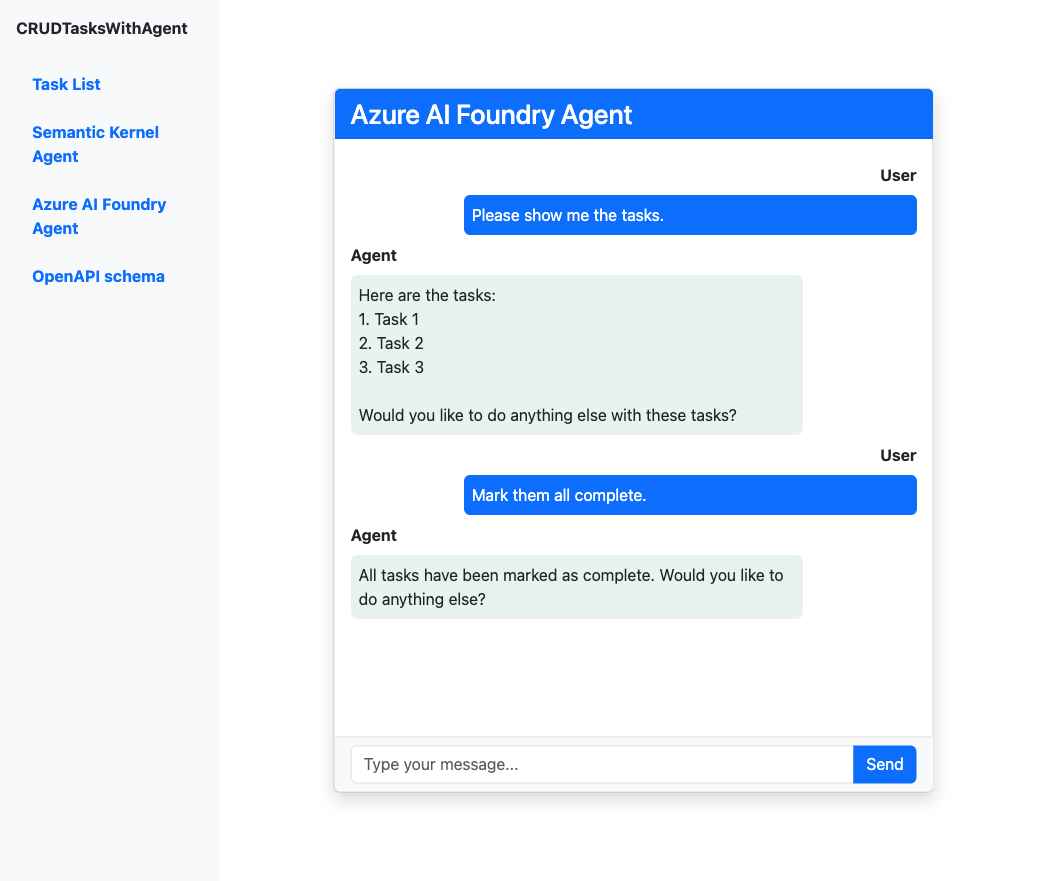 CRUDTasksWithAgent
Task List
Semantic Kernel
Agent
Azure AI Foundry
Agent
OpenAPI schema
Azure AI Foundry Agent
User
Please show me the tasks.
Agent
Here are the tasks:
1. Task 1
2. Task 2
3. Task 3
Would you like to do anything else with these tasks?
User
Mark them all complete.
Agent
All tasks have been marked as complete. Would you like to
do anything else?
Type your message...
Send